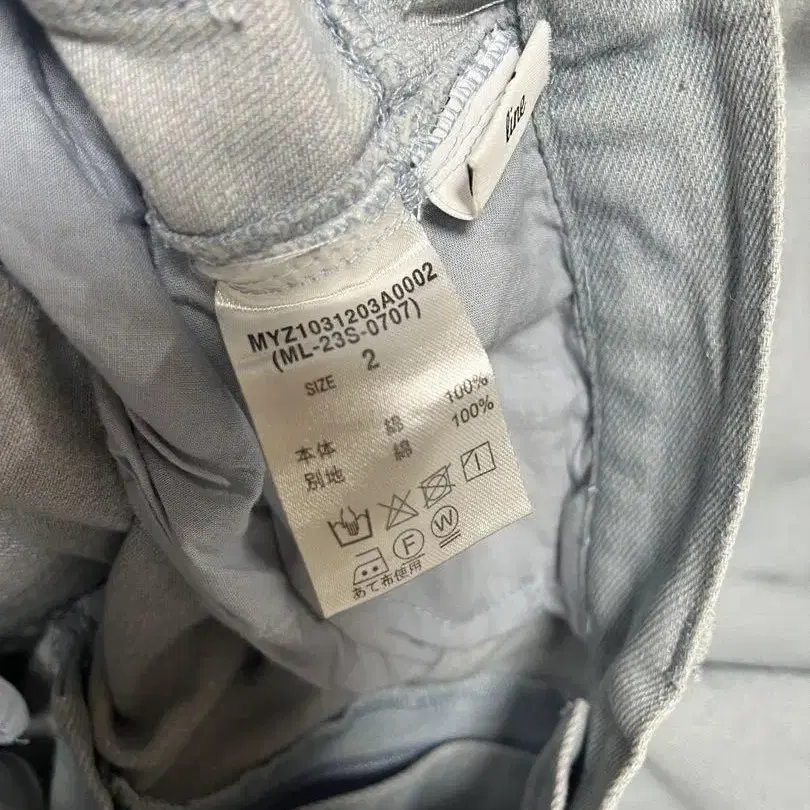 line
MYZ1031203A0002
(ML-23S-0707)
SIZE 2
本体 綿 100%
別地 綿 100%
F W
あて布使用